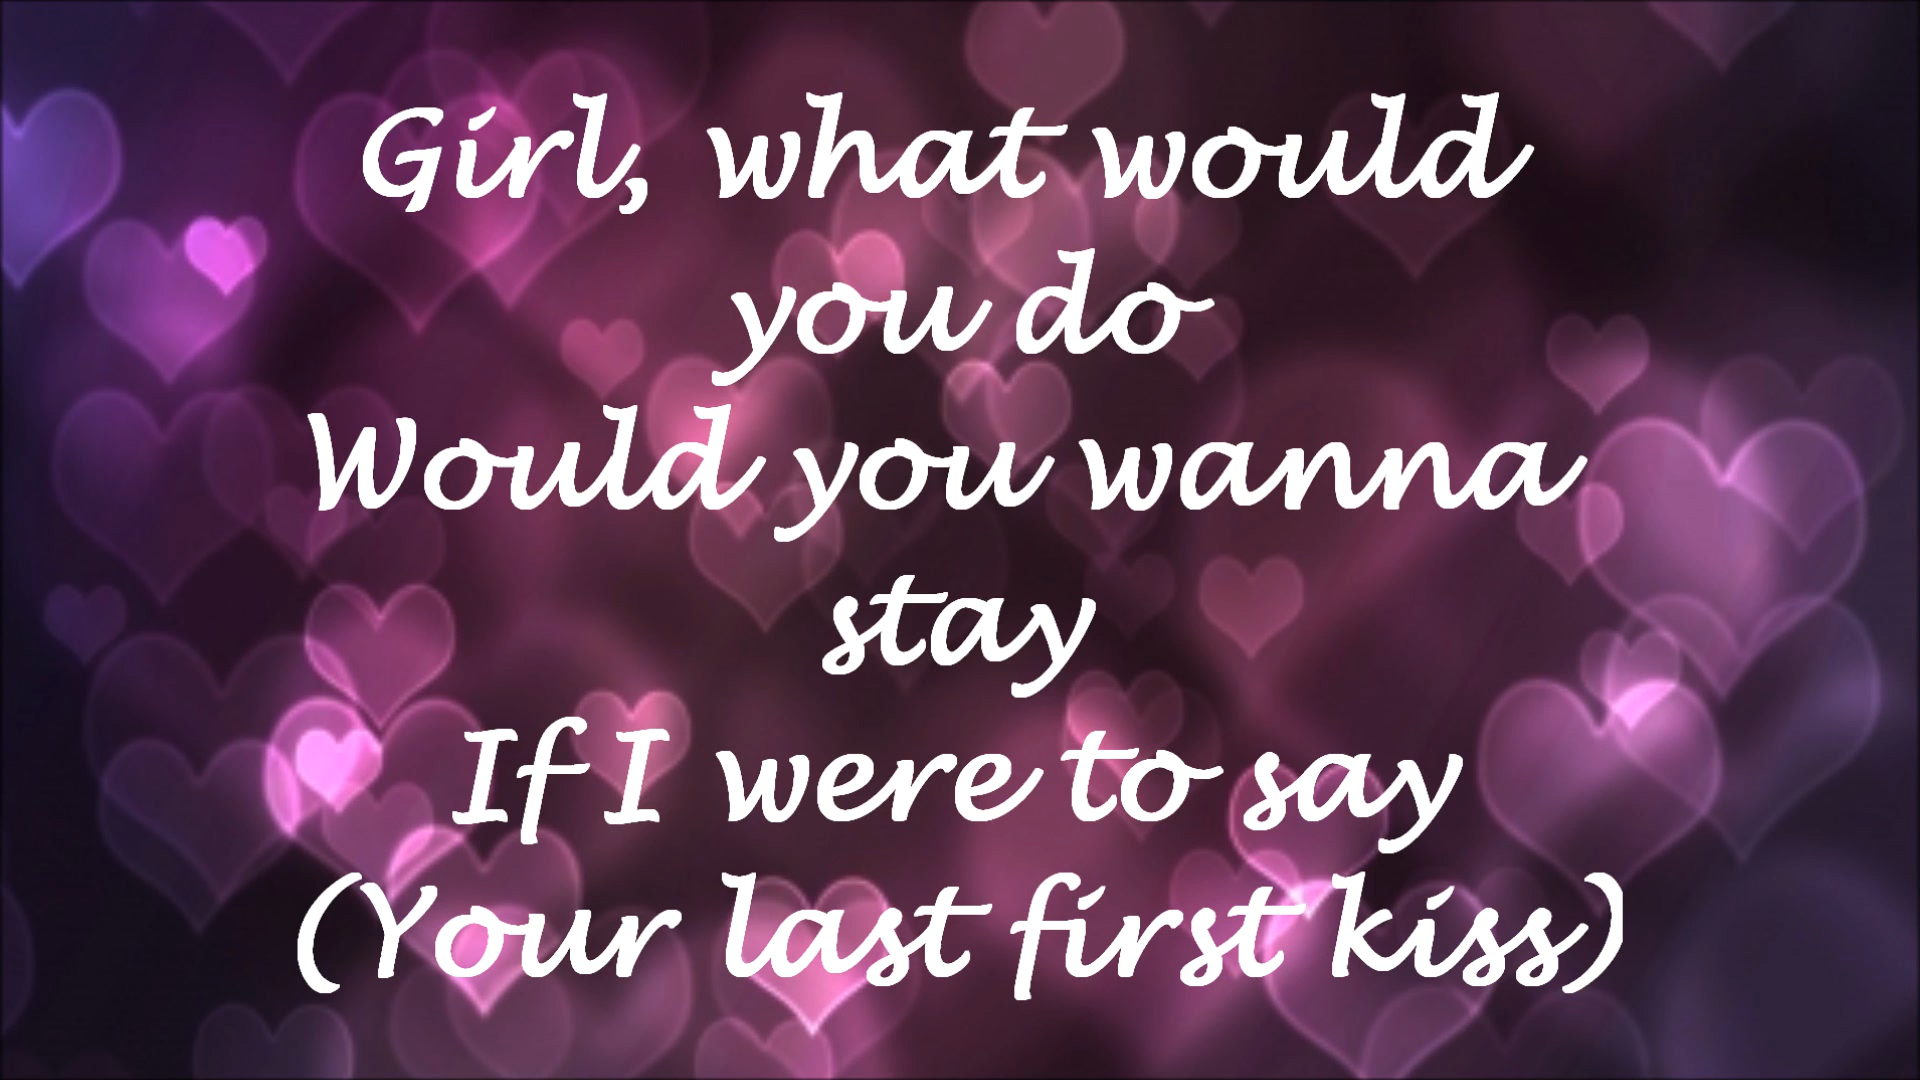 Girl, what would
you do
Would you wanna
stay
If I were to say
(Your last first kiss)